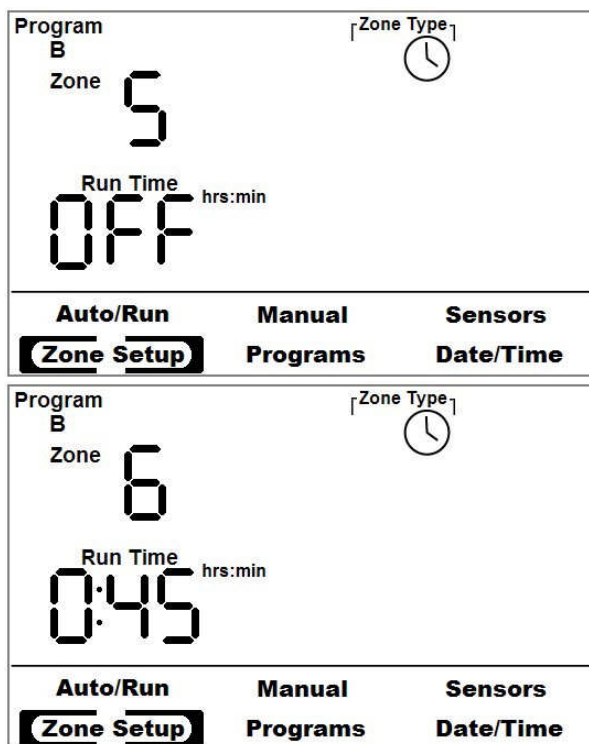 Program
B
Zone Type
Zone 5
Run Time
OFF hrs:min
Auto/Run Manual Sensors
Zone Setup Programs Date/Time
Program
B
Zone Type
Zone 6
Run Time
0:45 hrs:min
Auto/Run Manual Sensors
Zone Setup Programs Date/Time